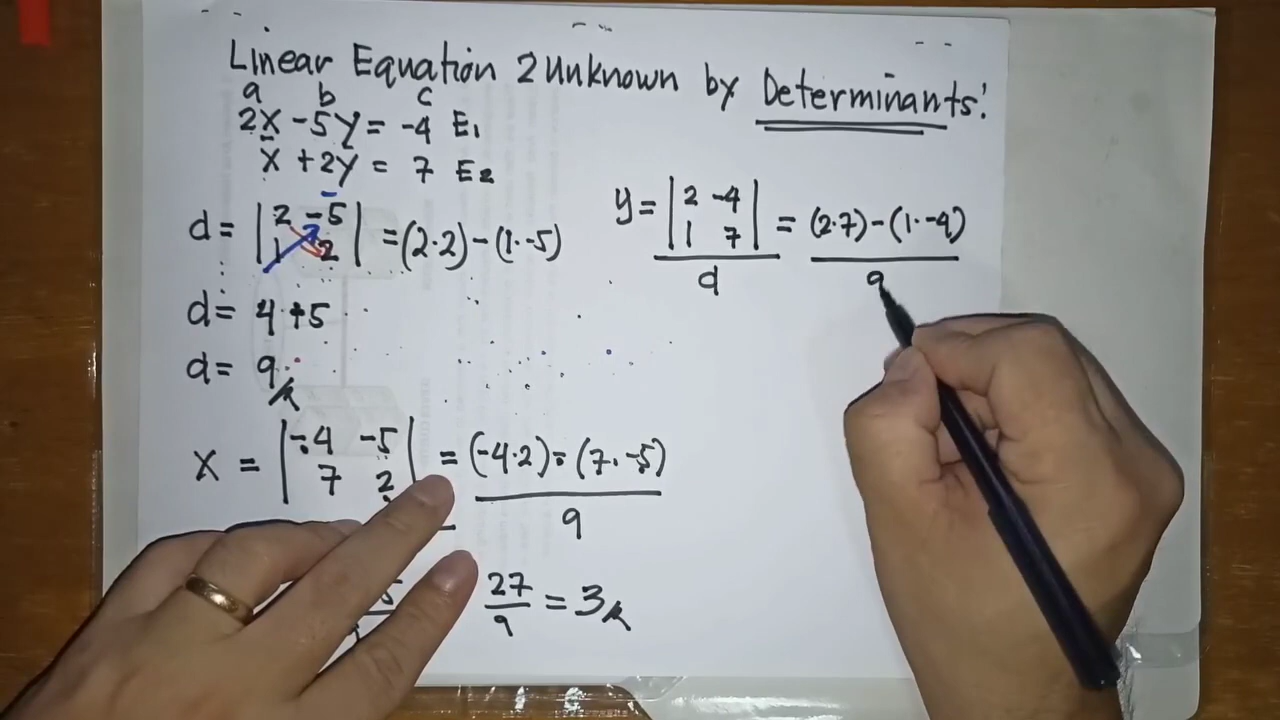 Linear Equation 2 Unknown by Determinants:
a b c
2x - 5y = -4 E1
x + 2y = 7 E2
d = |2 -5| = (2·2) - (1·-5)
|1 2|
d = 4 + 5
d = 9
x = |-4 -5| = (-4·2) - (7·-5)
|7 2| 9
5 27/9 = 3
y = |2 -4| = (2·7) - (1·-4)
|1 7|
d 9